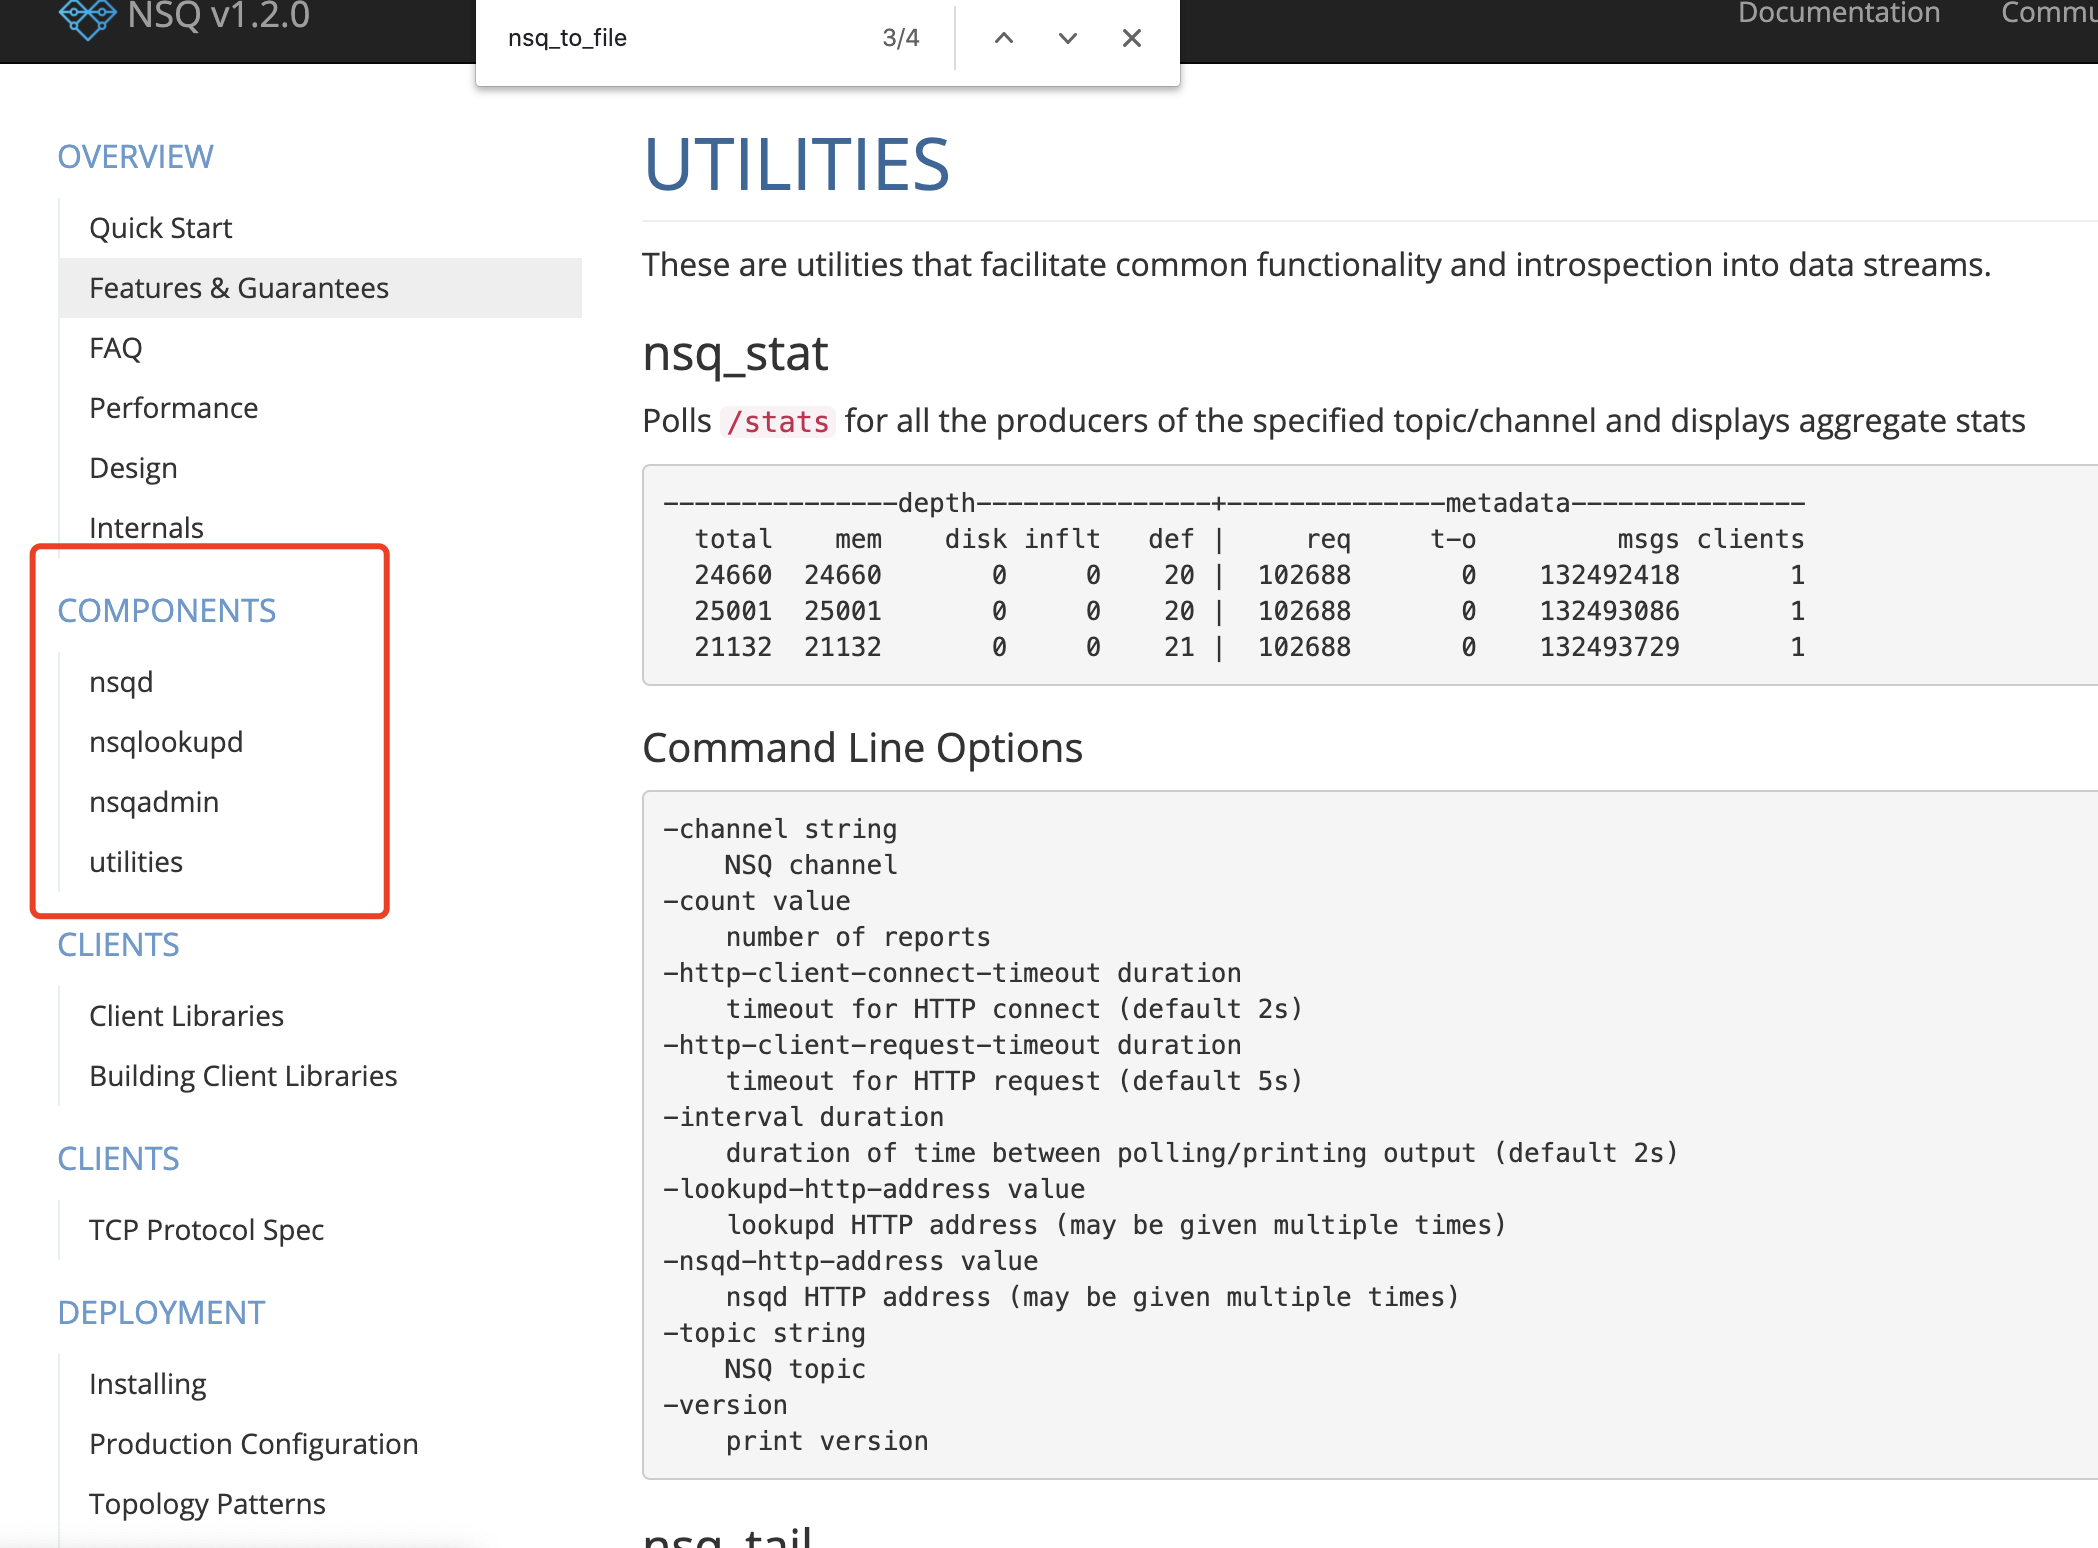 NSQ v1.2.0
nsq_to_file 3/4
Documentation Commu
OVERVIEW
Quick Start
Features & Guarantees
FAQ
Performance
Design
Internals
COMPONENTS
nsqd
nsqlookupd
nsqadmin
utilities
CLIENTS
Client Libraries
Building Client Libraries
CLIENTS
TCP Protocol Spec
DEPLOYMENT
Installing
Production Configuration
Topology Patterns
UTILITIES
These are utilities that facilitate common functionality and introspection into data streams.
nsq_stat
Polls /stats for all the producers of the specified topic/channel and displays aggregate stats
---------------depth---------------+--------------metadata---------------
total mem disk inflt def | req t-o msgs clients
24660 24660 0 0 20 | 102688 0 132492418 1
25001 25001 0 0 20 | 102688 0 132493086 1
21132 21132 0 0 21 | 102688 0 132493729 1
Command Line Options
-channel string
NSQ channel
-count value
number of reports
-http-client-connect-timeout duration
timeout for HTTP connect (default 2s)
-http-client-request-timeout duration
timeout for HTTP request (default 5s)
-interval duration
duration of time between polling/printing output (default 2s)
-lookupd-http-address value
lookupd HTTP address (may be given multiple times)
-nsqd-http-address value
nsqd HTTP address (may be given multiple times)
-topic string
NSQ topic
-version
print version
nsq_tail